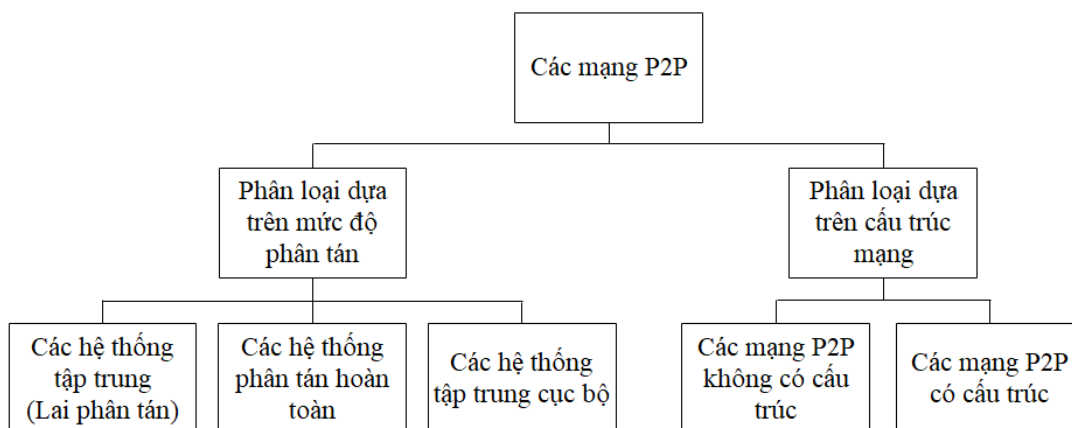 Các mạng P2P
Phân loại dựa
trên mức độ
phân tán
Phân loại dựa
trên cấu trúc
mạng
Các hệ thống
tập trung
(Lai phân tán)
Các hệ thống
phân tán hoàn
toàn
Các hệ thống
tập trung cục bộ
Các mạng P2P
không có cấu
trúc
Các mạng P2P
có cấu trúc